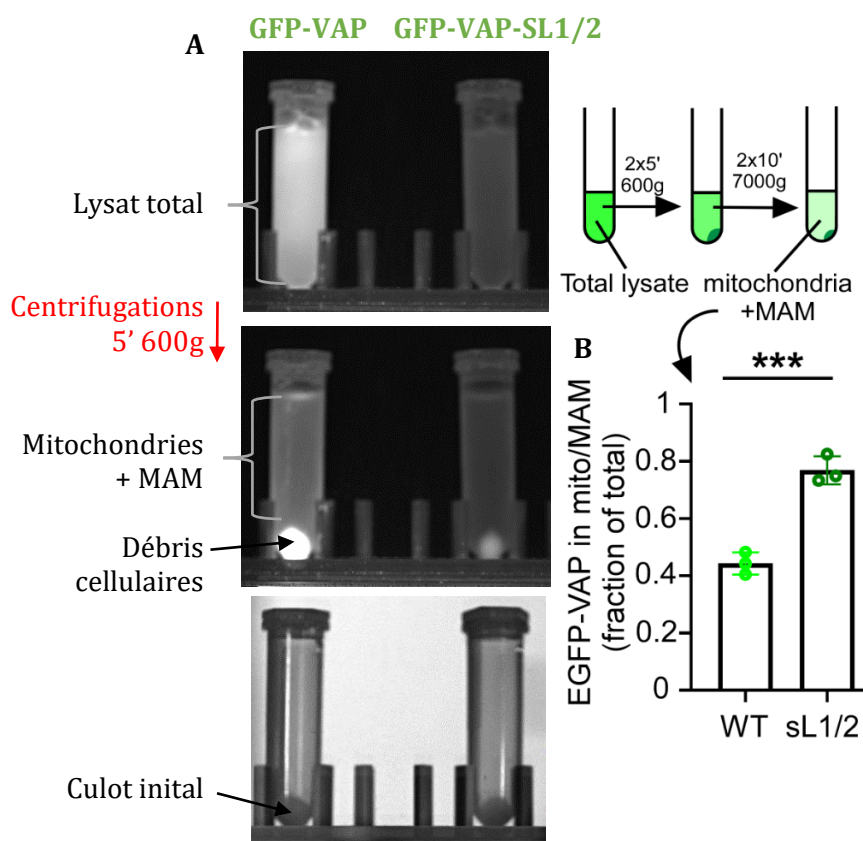 A
GFP-VAP GFP-VAP-SL1/2
Lysat total
Centrifugations
5’ 600g
Mitochondries
+ MAM
Débris
cellulaires
Culot inital
2x5'
600g
2x10'
7000g
Total lysate
mitochondria
+MAM
B
***
EGFP-VAP in mito/MAM
(fraction of total)
1
0.8
0.6
0.4
0.2
0
WT
sL1/2